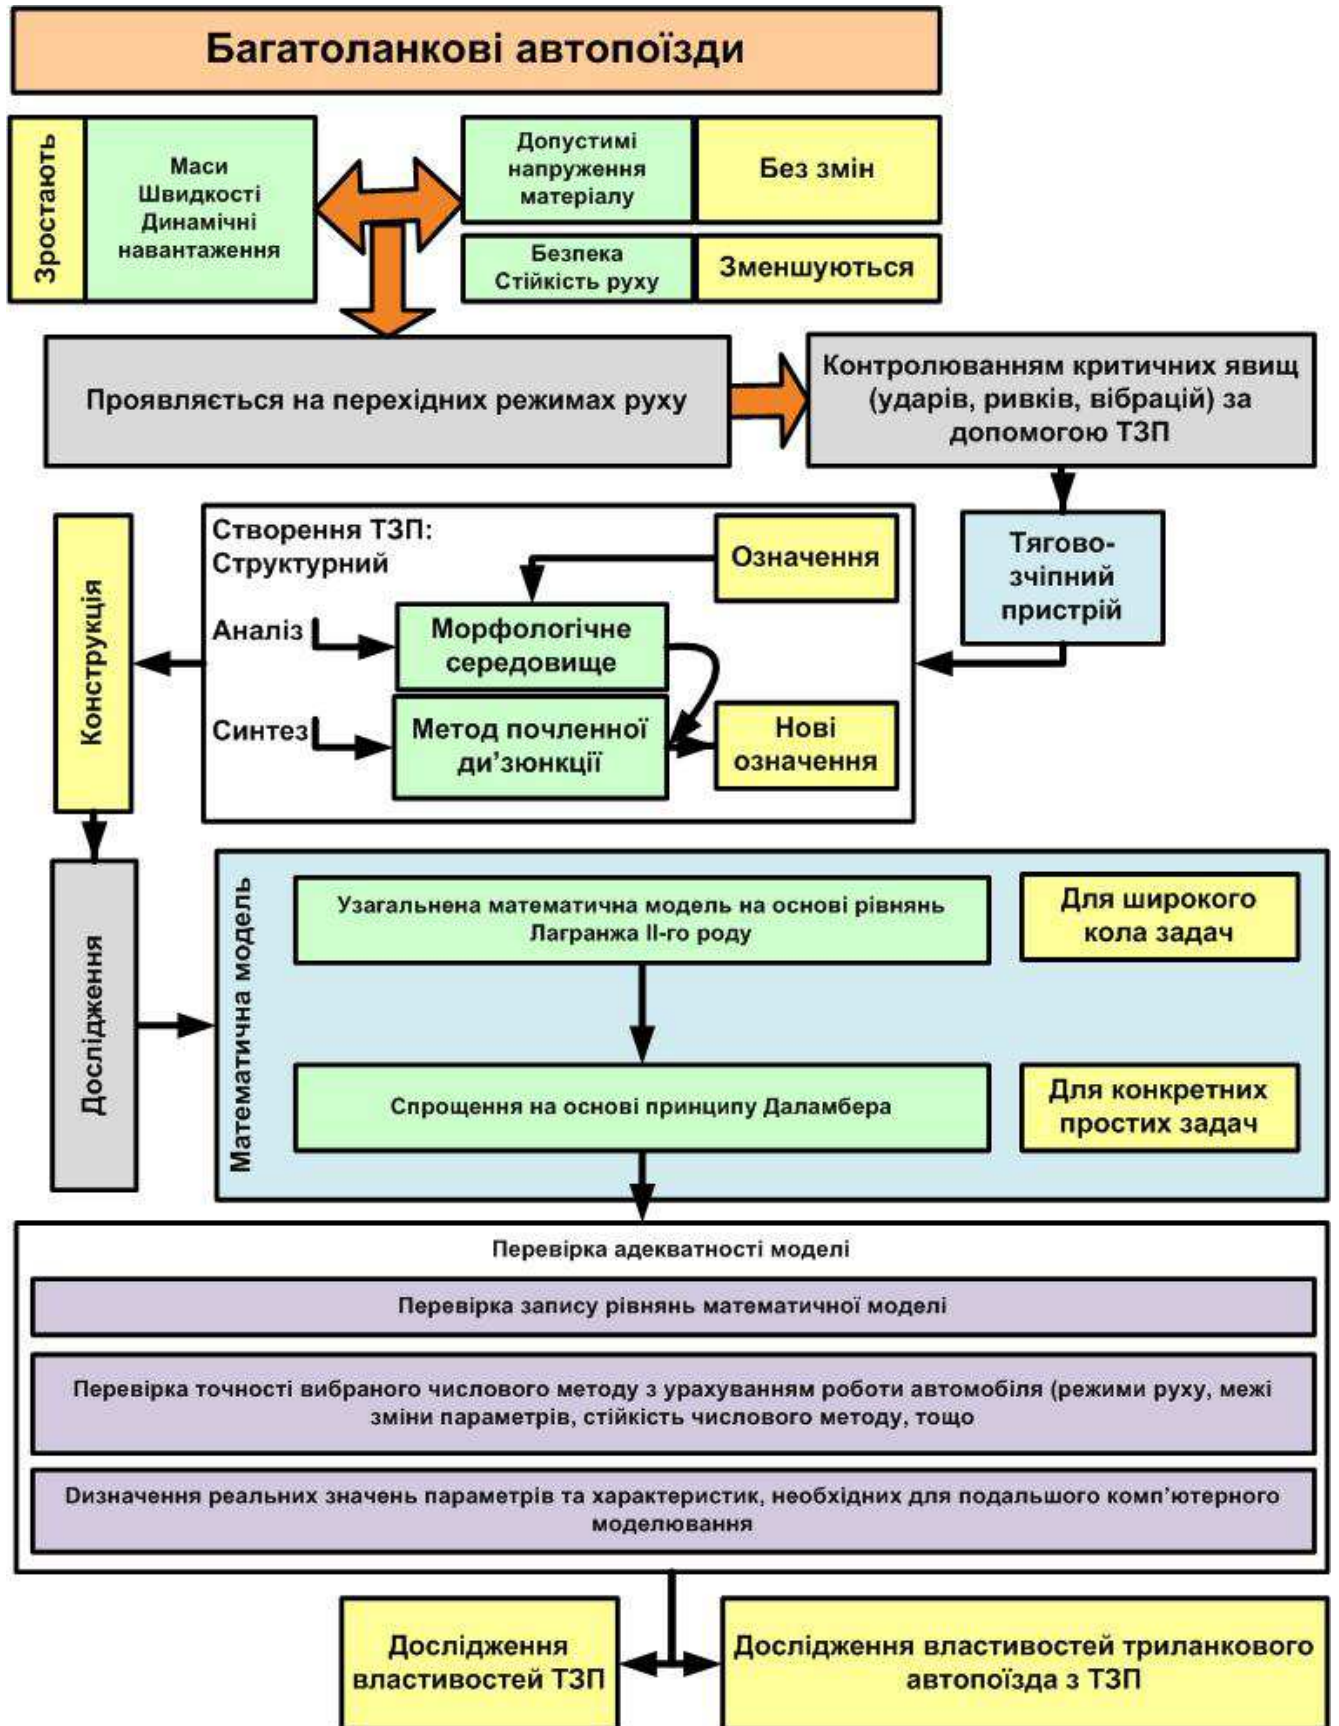 Багатоланкові автопоїзди
Зростають
Маси
Швидкості
Динамічні
навантаження
Допустимі
напруження
матеріалу
Без змін
Безпека
Стійкість руху
Зменшуються
Проявляється на перехідних режимах руху
Контролюванням критичних явищ
(ударів, ривків, вібрацій) за
допомогою ТЗП
Тягово-
зчіпний
пристрій
Створення ТЗП:
Структурний
Означення
Аналіз
Морфологічне
середовище
Синтез
Метод почленної
ди’зюнкції
Нові
означення
Конструкція
Дослідження
Математична модель
Узагальнена математична модель на основі рівнянь
Лагранжа ІІ-го роду
Для широкого
кола задач
Спрощення на основі принципу Даламбера
Для конкретних
простих задач
Перевірка адекватності моделі
Перевірка запису рівнянь математичної моделі
Перевірка точності вибраного числового методу з урахуванням роботи автомобіля (режими руху, межі
зміни параметрів, стійкість числового методу, тощо
Dизначення реальних значень параметрів та характеристик, необхідних для подальшого комп’ютерного
моделювання
Дослідження
властивостей ТЗП
Дослідження властивостей триланкового
автопоїзда з ТЗП